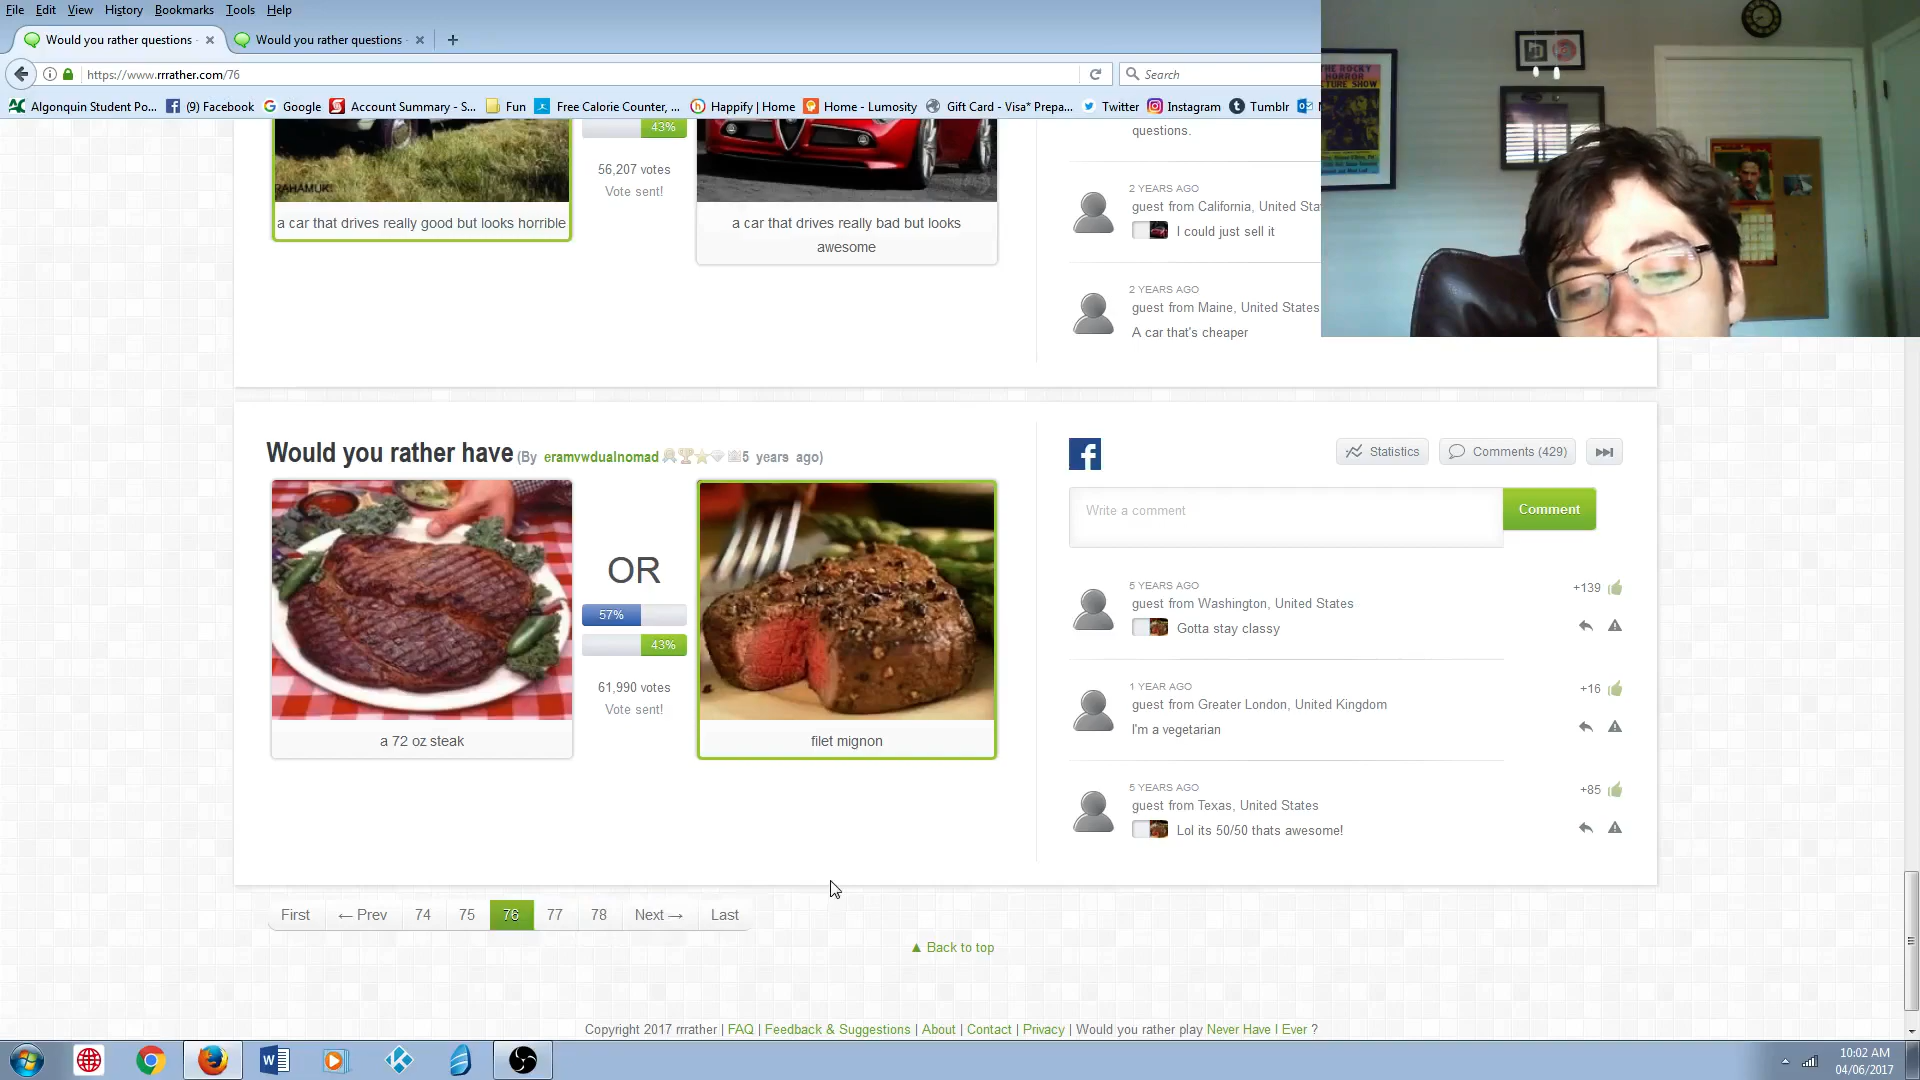 File Edit View History Bookmarks Tools Help
Would you rather questions - × Would you rather questions - × +
https://www.rrrather.com/76 Search
Algonquin Student Po... (9) Facebook Google Account Summary - S... Fun Free Calorie Counter, ... Happify | Home Home - Lumosity Gift Card - Visa* Prepa... Twitter Instagram Tumblr
THE ROCKY
HORROR
PICTURE SHOW
43%
56,207 votes
Vote sent!
a car that drives really good but looks horrible
a car that drives really bad but looks
awesome
questions.
2 YEARS AGO
guest from California, United Sta
I could just sell it
2 YEARS AGO
guest from Maine, United States
A car that's cheaper
Would you rather have (By eramvwdualnomad 5 years ago)
OR
57%
43%
61,990 votes
Vote sent!
a 72 oz steak
filet mignon
Statistics Comments (429)
Write a comment Comment
5 YEARS AGO
guest from Washington, United States
Gotta stay classy
+139
1 YEAR AGO
guest from Greater London, United Kingdom
I'm a vegetarian
+16
5 YEARS AGO
guest from Texas, United States
Lol its 50/50 thats awesome!
+85
First ← Prev 74 75 76 77 78 Next → Last
▲ Back to top
Copyright 2017 rrrather | FAQ | Feedback & Suggestions | About | Contact | Privacy | Would you rather play Never Have I Ever ?
10:02 AM
04/06/2017